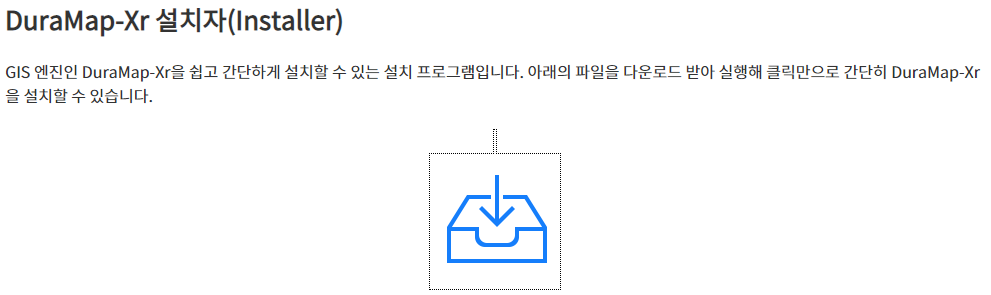 DuraMap-Xr 설치자(Installer)
GIS 엔진인 DuraMap-Xr을 쉽고 간단하게 설치할 수 있는 설치 프로그램입니다. 아래의 파일을 다운로드 받아 실행해 클릭만으로 간단히 DuraMap-Xr
을 설치할 수 있습니다.